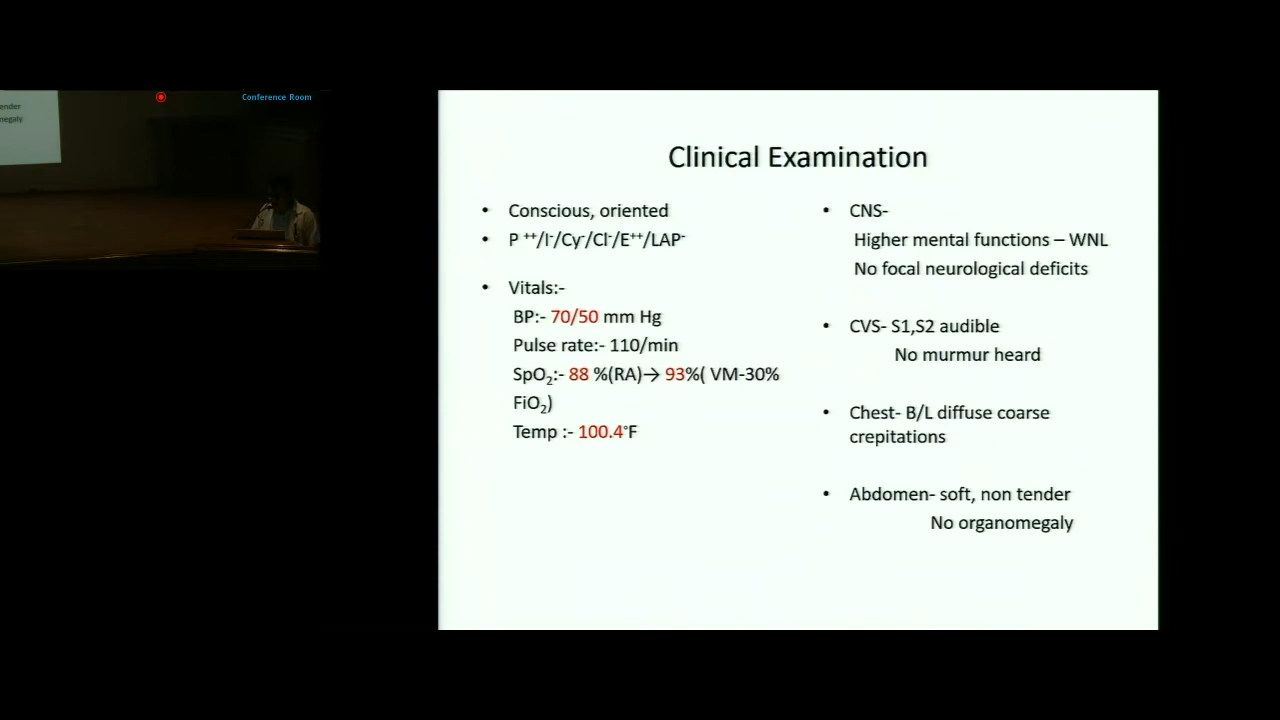 ender
megaly
Conference Room
Clinical Examination
• Conscious, oriented
• P ⁺⁺/I⁻/Cy⁻/Cl⁻/E⁺⁺/LAP⁻
• Vitals:-
BP:- 70/50 mm Hg
Pulse rate:- 110/min
SpO₂:- 88 %(RA)→ 93%( VM-30%
FiO₂)
Temp :- 100.4°F
• CNS-
Higher mental functions – WNL
No focal neurological deficits
• CVS- S1,S2 audible
No murmur heard
• Chest- B/L diffuse coarse
crepitations
• Abdomen- soft, non tender
No organomegaly